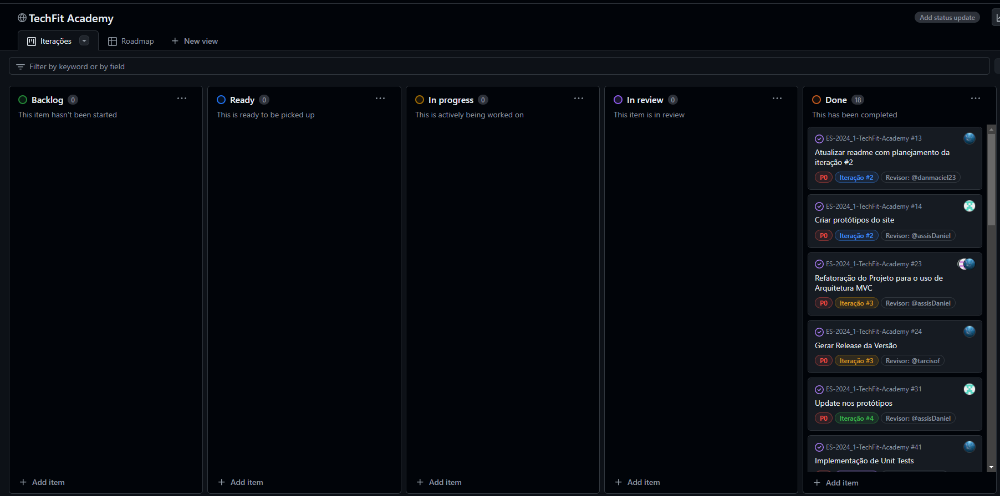 TechFit Academy
Add status update
Iterações
Roadmap
New view
Filter by keyword or by field
Backlog 0
This item hasn't been started
Add item
Ready 0
This is ready to be picked up
Add item
In progress 0
This is actively being worked on
Add item
In review 0
This item is in review
Add item
Done 18
This has been completed
ES-2024_1-TechFit-Academy #13
Atualizar readme com planejamento da
iteração #2
P0 Iteração #2 Revisor: @danmaciel23
ES-2024_1-TechFit-Academy #14
Criar protótipos do site
P0 Iteração #2 Revisor: @assisDaniel
ES-2024_1-TechFit-Academy #23
Refatoração do Projeto para o uso de
Arquitetura MVC
P0 Iteração #3 Revisor: @assisDaniel
ES-2024_1-TechFit-Academy #24
Gerar Release da Versão
P0 Iteração #3 Revisor: @tarcisof
ES-2024_1-TechFit-Academy #31
Update nos protótipos
P0 Iteração #4 Revisor: @assisDaniel
ES-2024_1-TechFit-Academy #41
Implementação de Unit Tests
Add item